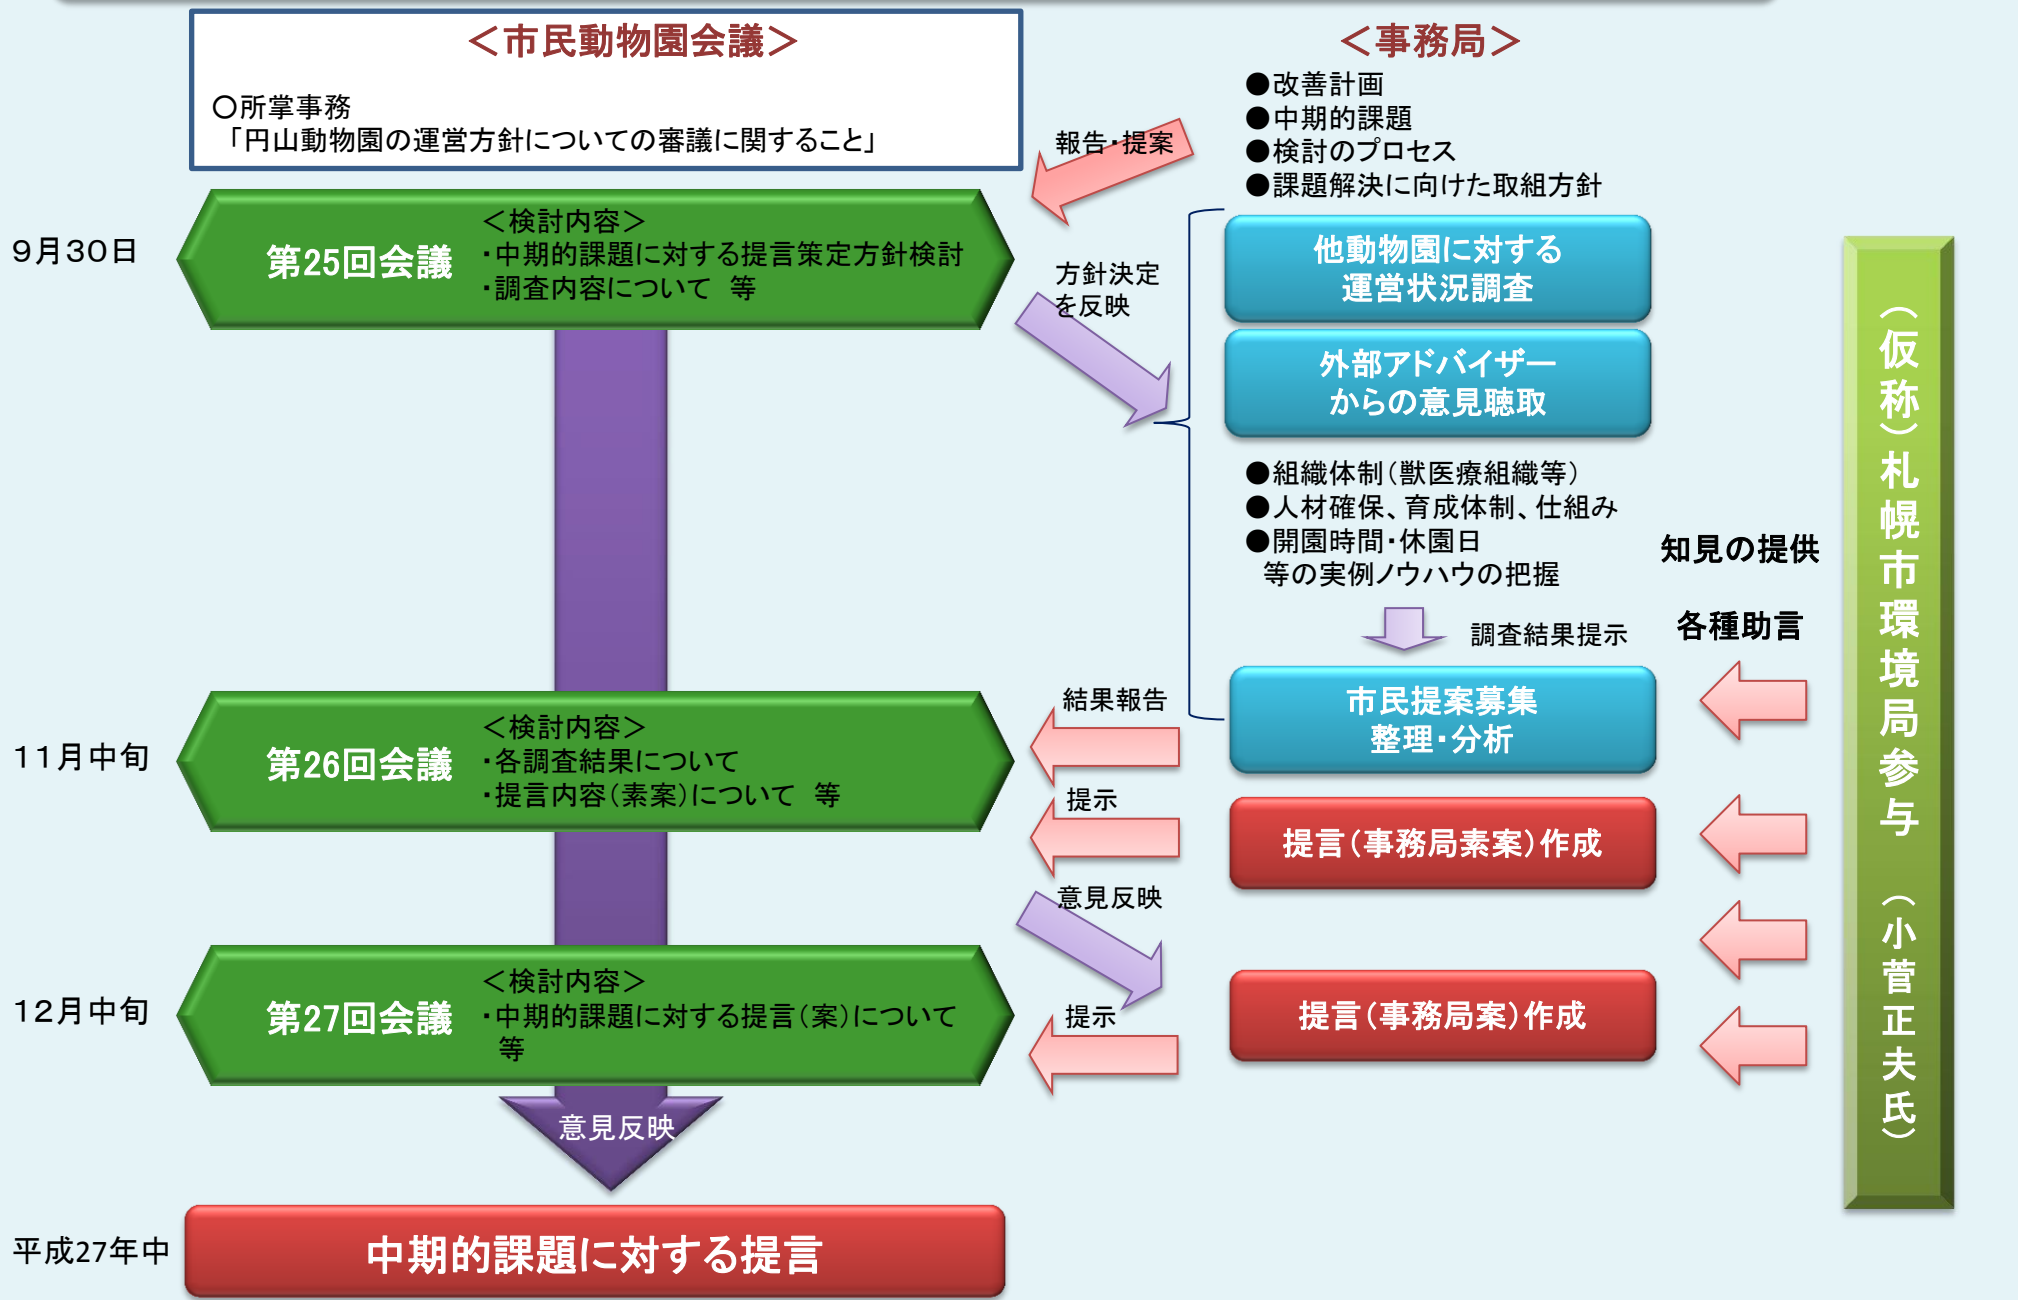 ＜市民動物園会議＞
○所掌事務
「円山動物園の運営方針についての審議に関すること」
＜事務局＞
●改善計画
●中期的課題
●検討のプロセス
●課題解決に向けた取組方針
報告・提案
9月30日
第25回会議
＜検討内容＞
・中期的課題に対する提言策定方針検討
・調査内容について　等
方針決定
を反映
他動物園に対する
運営状況調査
外部アドバイザー
からの意見聴取
●組織体制（獣医療組織等）
●人材確保、育成体制、仕組み
●開園時間・休園日
等の実例ノウハウの把握
調査結果提示
知見の提供
各種助言
（仮称）札幌市環境局参与　（小菅正夫氏）
11月中旬
第26回会議
＜検討内容＞
・各調査結果について
・提言内容（素案）について　等
結果報告
市民提案募集
整理・分析
提示
提言（事務局素案）作成
意見反映
12月中旬
第27回会議
＜検討内容＞
・中期的課題に対する提言（案）について
等
提示
提言（事務局案）作成
意見反映
平成27年中
中期的課題に対する提言